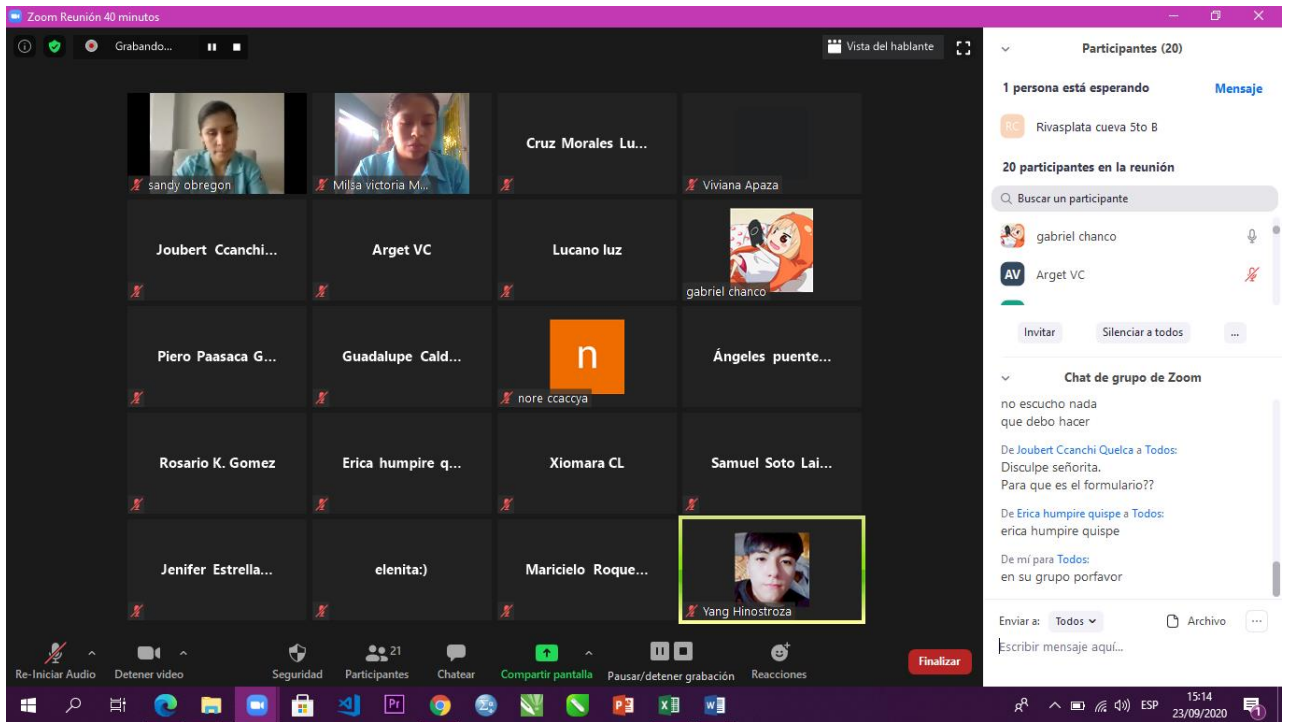 Zoom Reunión 40 minutos
Grabando...
Vista del hablante
sandy obregon
Milsa victoria M...
Cruz Morales Lu...
Viviana Apaza
Joubert Ccanchi...
Arget VC
Lucano luz
gabriel chanco
Piero Paasaca G...
Guadalupe Cald...
n
nore ccaccya
Ángeles puente...
Rosario K. Gomez
Erica humpire q...
Xiomara CL
Samuel Soto Lai...
Jenifer Estrella...
elenita:)
Maricielo Roque...
Yang Hinostroza
Participantes (20)
1 persona está esperando
Mensaje
RC
Rivasplata cueva 5to B
20 participantes en la reunión
Buscar un participante
gabriel chanco
AV
Arget VC
Invitar
Silenciar a todos
...
Chat de grupo de Zoom
no escucho nada
que debo hacer
De Joubert Ccanchi Quelca a Todos:
Disculpe señorita.
Para que es el formulario??
De Erica humpire quispe a Todos:
erica humpire quispe
De mí para Todos:
en su grupo porfavor
Enviar a: Todos
Archivo
...
Escribir mensaje aquí...
Re-Iniciar Audio
Detener video
Seguridad
21
Participantes
Chatear
Compartir pantalla
Pausar/detener grabación
Reacciones
Finalizar
Pr
ESP
15:14
23/09/2020
1